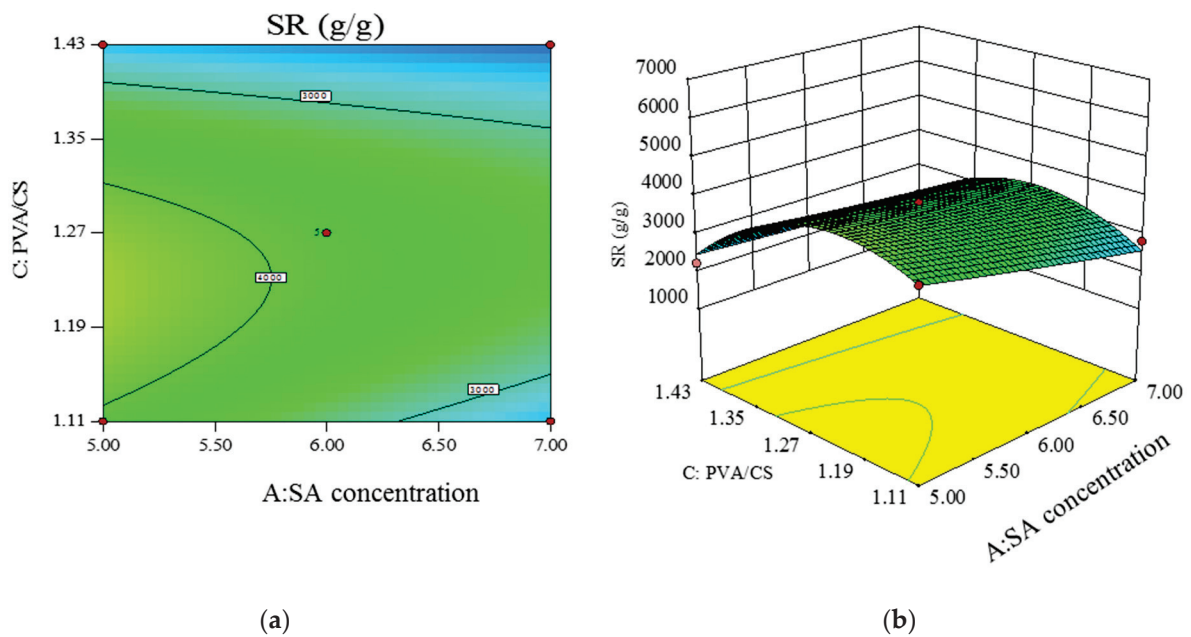 SR (g/g)
1.43
1.35
1.27
1.19
1.11
C: PVA/CS
3000
5
4000
3000
5.00 5.50 6.00 6.50 7.00
A:SA concentration
(a)
7000
6000
5000
4000
3000
2000
1000
SR (g/g)
1.43
1.35
1.27
1.19
1.11
C: PVA/CS
7.00
6.50
6.00
5.50
5.00
A:SA concentration
(b)